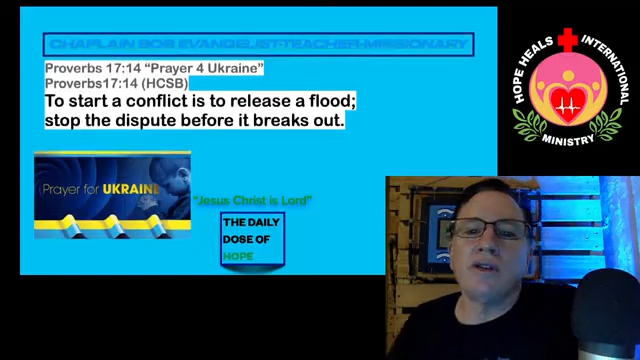 CHAPLAIN BOB EVANGELIST-TEACHER-MISSIONARY
Proverbs 17:14 “Prayer 4 Ukraine”
Proverbs17:14 (HCSB)
To start a conflict is to release a flood;
stop the dispute before it breaks out.
Prayer for UKRAINE
“Jesus Christ is Lord”
THE DAILY
DOSE OF
HOPE
HOPE HEALS INTERNATIONAL
MINISTRY